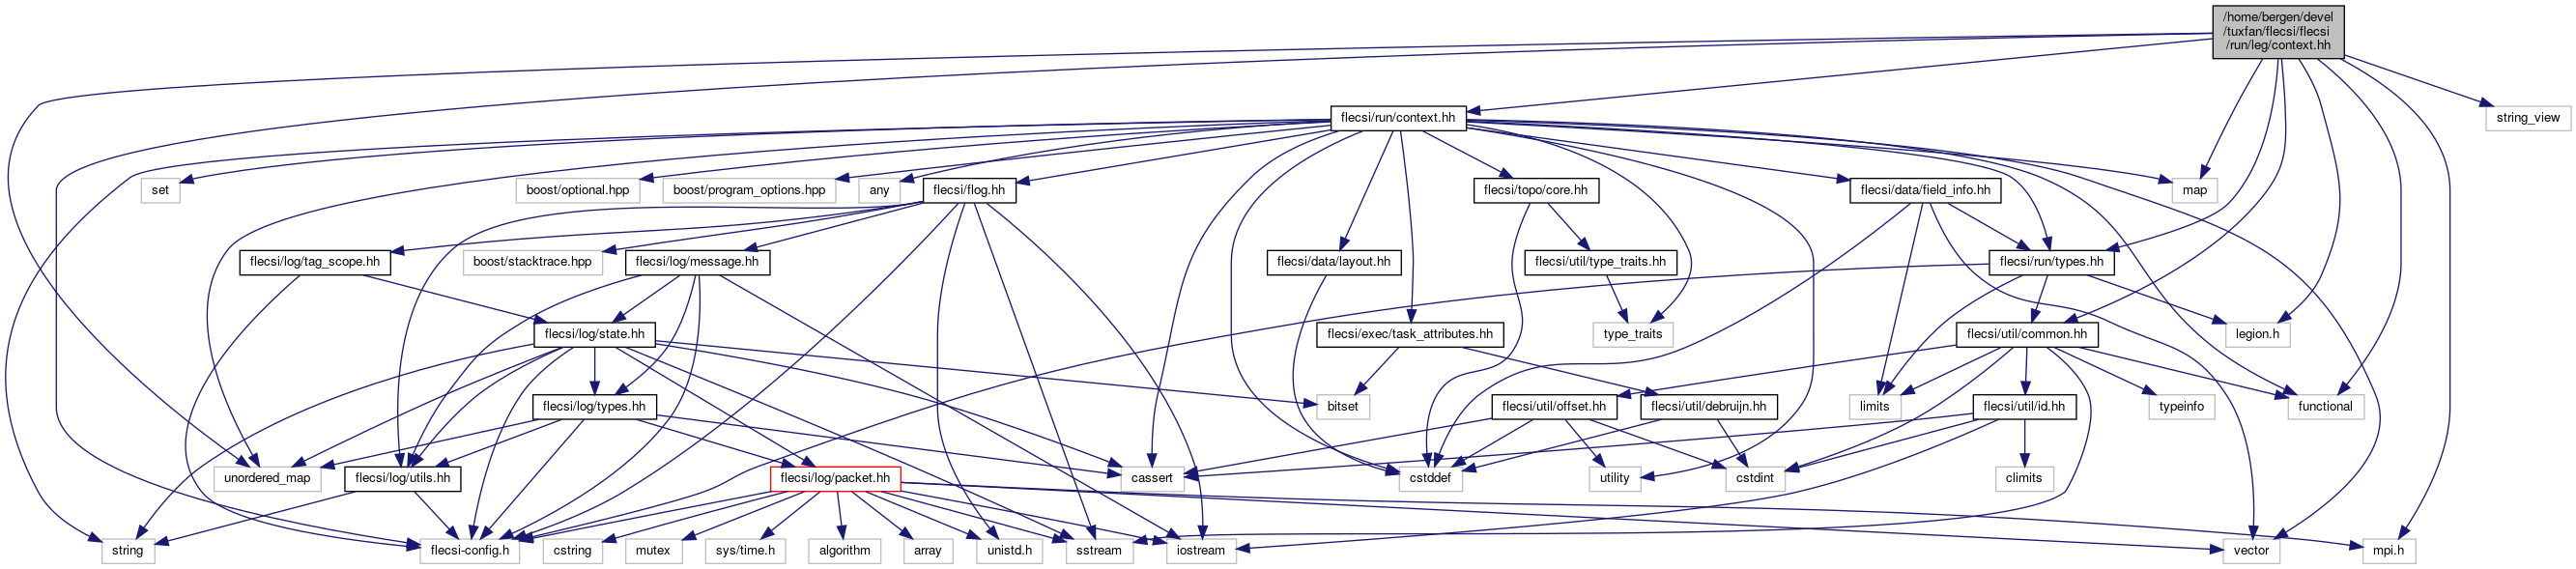 /home/bergen/devel
/tuxfan/flecsi/flecsi
/run/leg/context.hh
flecsi/run/context.hh
string_view
set
boost/optional.hpp
boost/program_options.hpp
any
flecsi/flog.hh
flecsi/topo/core.hh
flecsi/data/field_info.hh
map
flecsi/log/tag_scope.hh
boost/stacktrace.hpp
flecsi/log/message.hh
flecsi/data/layout.hh
flecsi/util/type_traits.hh
flecsi/run/types.hh
flecsi/log/state.hh
flecsi/exec/task_attributes.hh
type_traits
flecsi/util/common.hh
legion.h
flecsi/log/types.hh
bitset
flecsi/util/offset.hh
flecsi/util/debruijn.hh
limits
flecsi/util/id.hh
typeinfo
functional
unordered_map
flecsi/log/utils.hh
flecsi/log/packet.hh
cassert
cstddef
utility
cstdint
climits
string
flecsi-config.h
cstring
mutex
sys/time.h
algorithm
array
unistd.h
sstream
iostream
vector
mpi.h